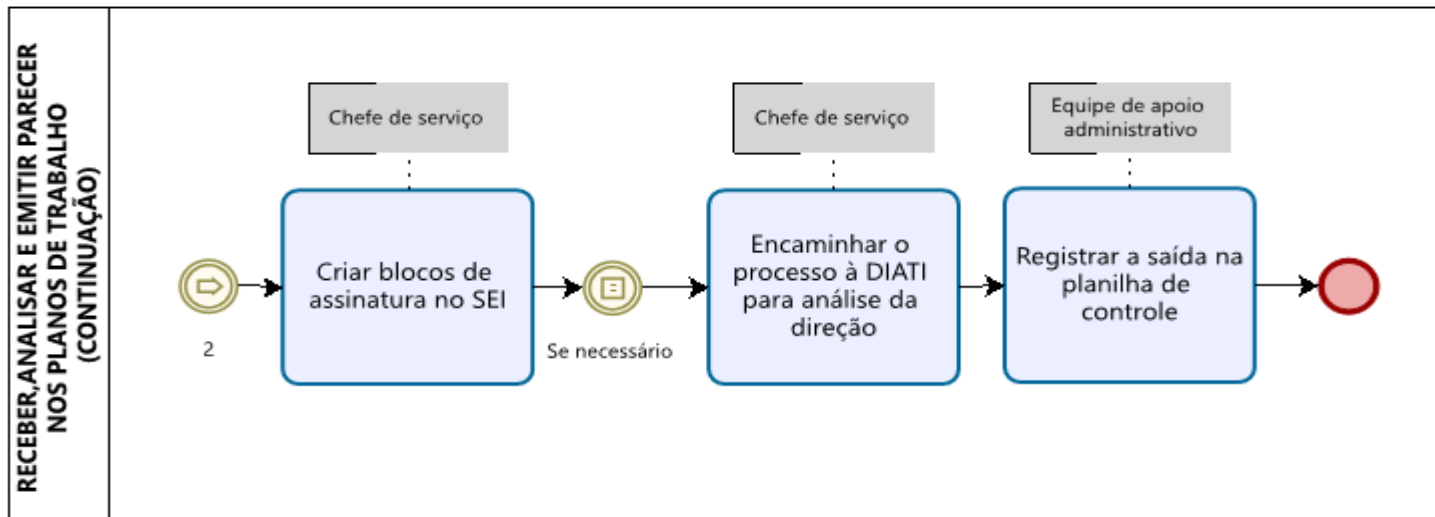 RECEBER,ANALISAR E EMITIR PARECER
NOS PLANOS DE TRABALHO
(CONTINUAÇÃO)
Chefe de serviço
Chefe de serviço
Equipe de apoio
administrativo
Criar blocos de
assinatura no SEI
Encaminhar o
processo à DIATI
para análise da
direção
Registrar a saída na
planilha de
controle
2
Se necessário